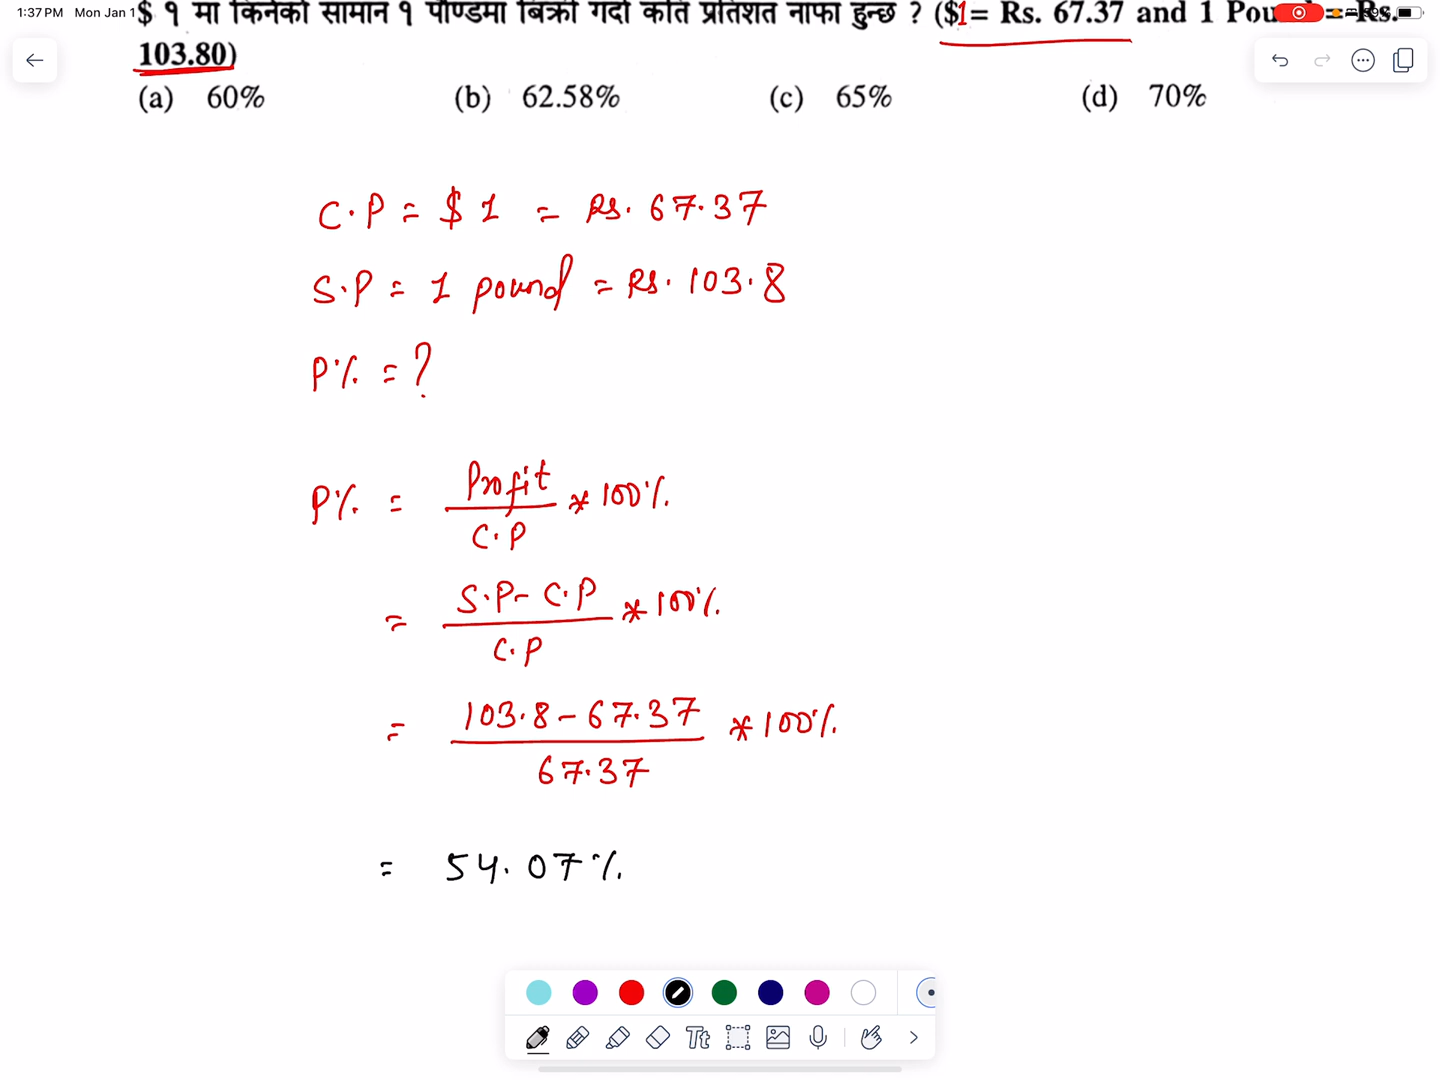 1:37 PM Mon Jan 1
$ १ मा किनेको सामान १ पौण्डमा बिक्री गर्दा कति प्रतिशत नाफा हुन्छ ? ($1= Rs. 67.37 and 1 = Rs.
103.80)
(a) 60% (b) 62.58% (c) 65% (d) 70%
C.P = $ 1 = Rs. 67.37
S.P = 1 pound = Rs. 103.8
P% = ?
P% = Profit / C.P * 100%
= S.P - C.P / C.P * 100%
= 103.8 - 67.37 / 67.37 * 100%
= 54.07%
Tt